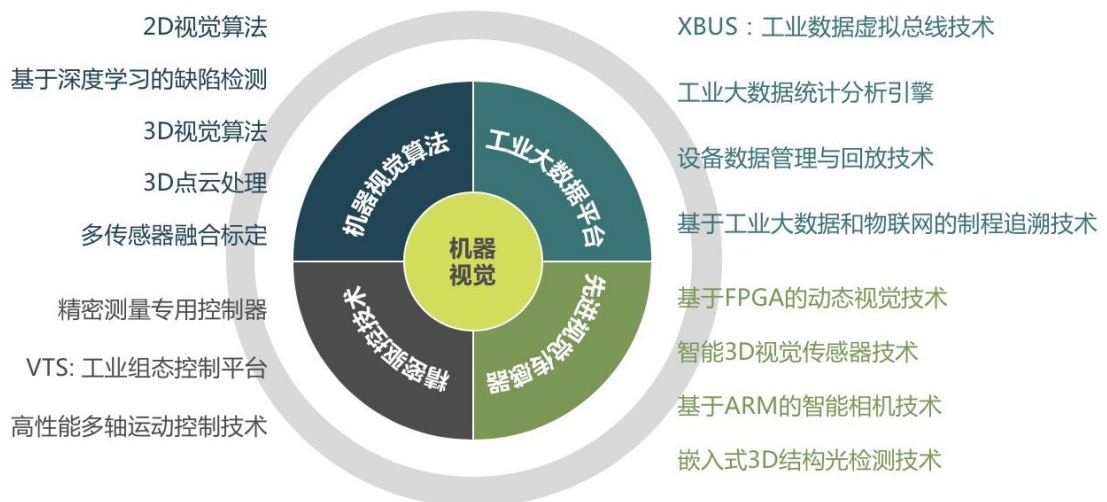 2D视觉算法
基于深度学习的缺陷检测
3D视觉算法
3D点云处理
多传感器融合标定
精密测量专用控制器
VTS: 工业组态控制平台
高性能多轴运动控制技术
机器视觉算法
工业大数据平台
机器
视觉
精密驱控技术
先进视觉传感器
XBUS：工业数据虚拟总线技术
工业大数据统计分析引擎
设备数据管理与回放技术
基于工业大数据和物联网的制程追溯技术
基于FPGA的动态视觉技术
智能3D视觉传感器技术
基于ARM的智能相机技术
嵌入式3D结构光检测技术